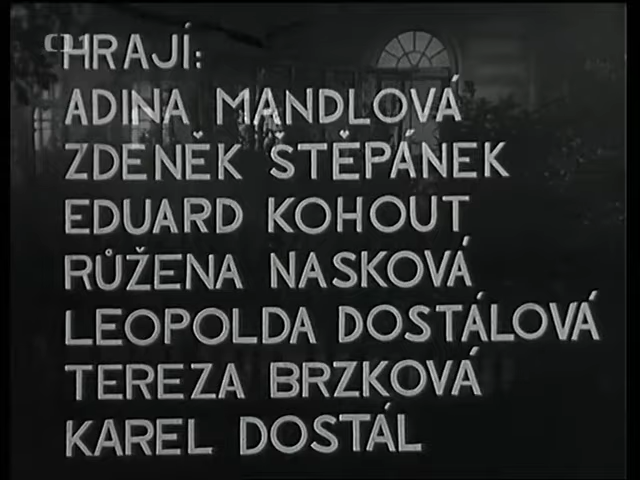 HRAJÍ:
ADINA MANDLOVÁ
ZDENĚK ŠTĚPÁNEK
EDUARD KOHOUT
RŮŽENA NASKOVÁ
LEOPOLDA DOSTÁLOVÁ
TEREZA BRZKOVÁ
KAREL DOSTÁL